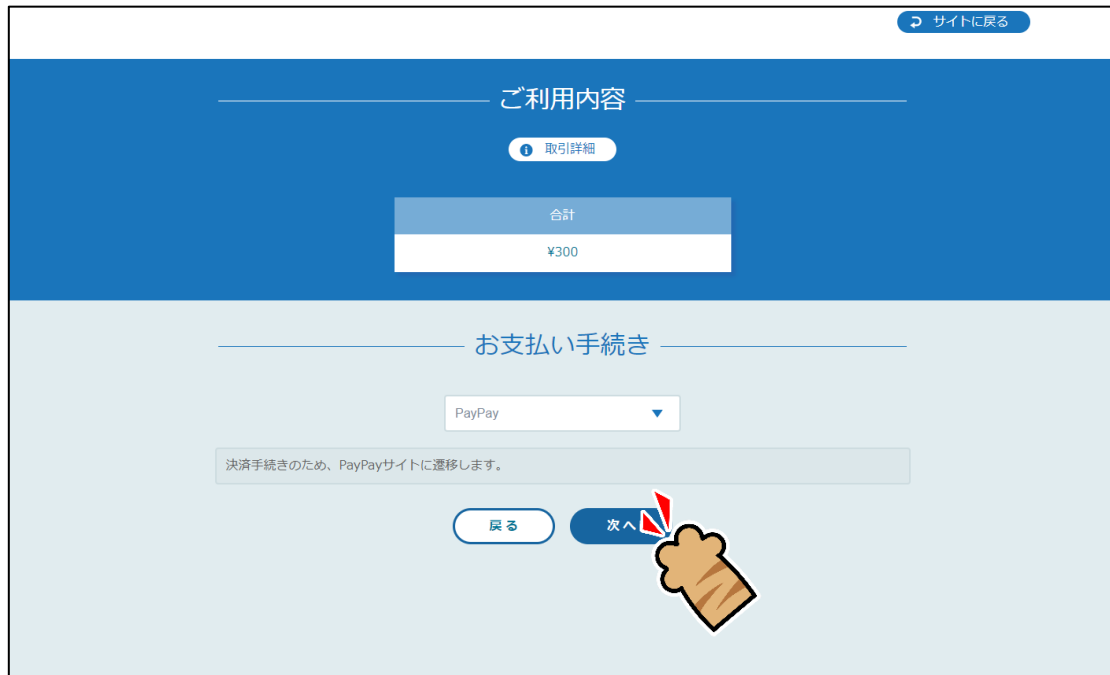 サイトに戻る
ご利用内容
取引詳細
合計
¥300
お支払い手続き
PayPay
決済手続きのため、PayPayサイトに遷移します。
戻る
次へ